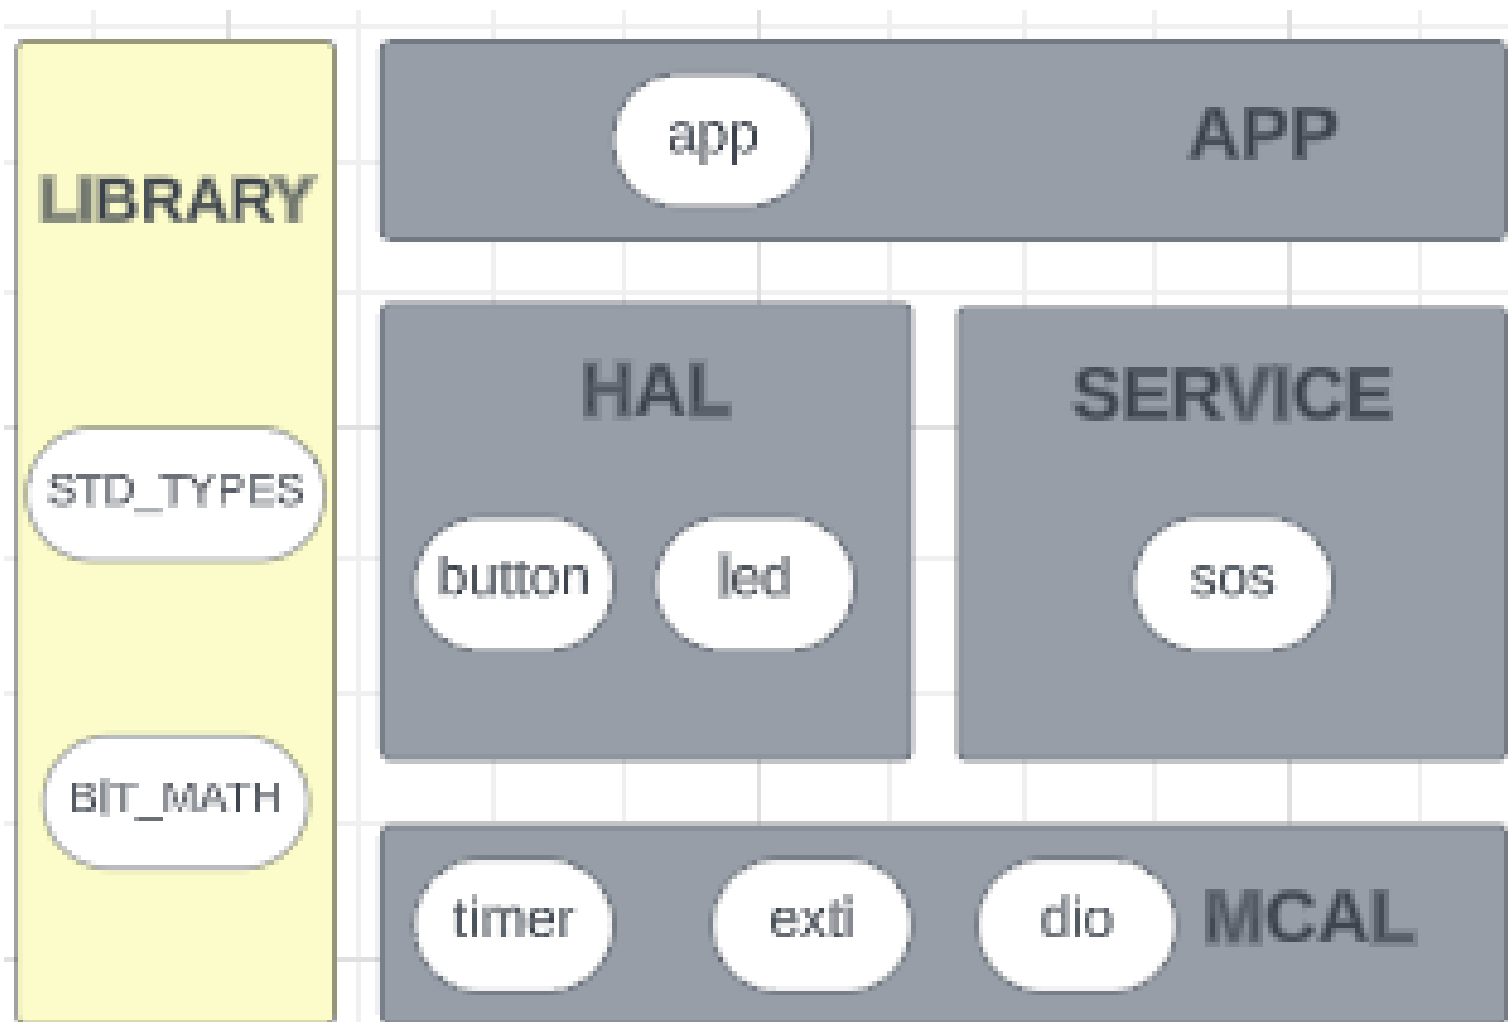 LIBRARY
STD_TYPES
BIT_MATH
app
APP
HAL
button
led
SERVICE
sos
timer
exti
dio
MCAL